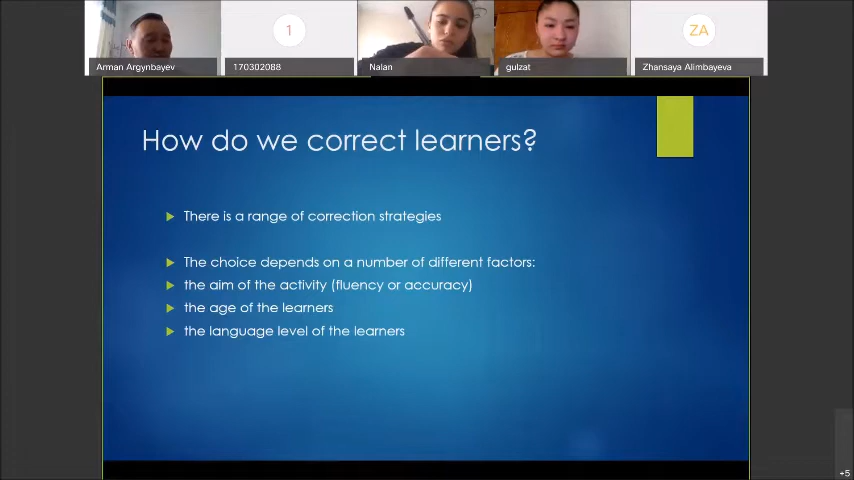 1
ZA
Arman Argynbayev
170302088
Nalan
gulzat
Zhansaya Alimbayeva
How do we correct learners?
There is a range of correction strategies
The choice depends on a number of different factors:
the aim of the activity (fluency or accuracy)
the age of the learners
the language level of the learners
+5